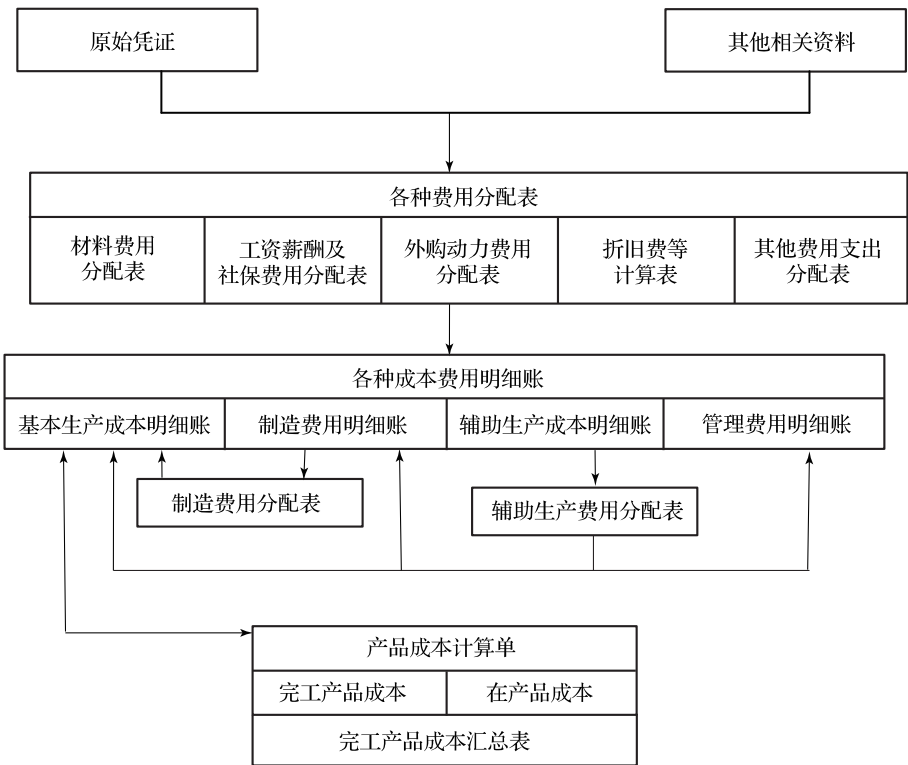 原始凭证
其他相关资料
各种费用分配表
材料费用
分配表
工资薪酬及
社保费用分配表
外购动力费用
分配表
折旧费等
计算表
其他费用支出
分配表
各种成本费用明细账
基本生产成本明细账
制造费用明细账
辅助生产成本明细账
管理费用明细账
制造费用分配表
辅助生产费用分配表
产品成本计算单
完工产品成本
在产品成本
完工产品成本汇总表